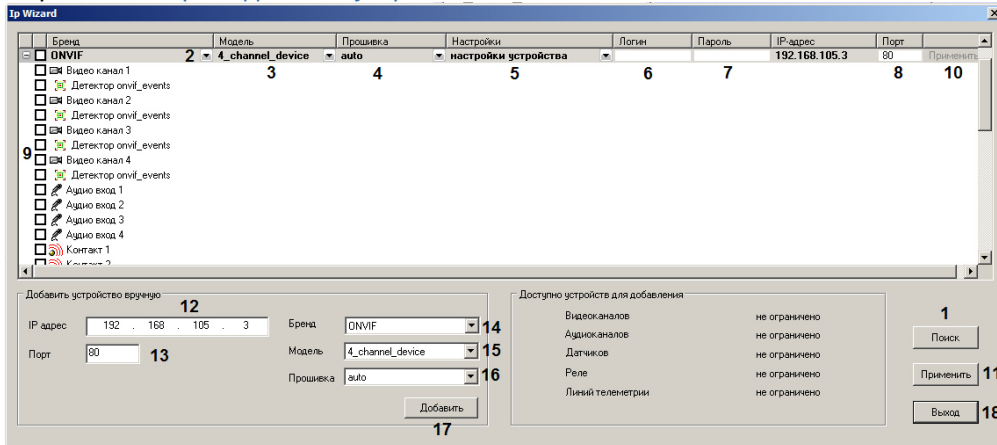 Ip Wizard
Бренд Модель Прошивка Настройки Логин Пароль IP-адрес Порт
ONVIF 2 4_channel_device auto настройки устройства 192.168.105.3 80 Применить
Видео канал 1 3 4 5 6 7 8 10
Детектор onvif_events
Видео канал 2
Детектор onvif_events
Видео канал 3
Детектор onvif_events
9 Видео канал 4
Детектор onvif_events
Аудио вход 1
Аудио вход 2
Аудио вход 3
Аудио вход 4
Контакт 1
Контакт 2
Добавить устройство вручную
12
IP адрес 192 . 168 . 105 . 3
Порт 80 13
Бренд ONVIF 14
Модель 4_channel_device 15
Прошивка auto 16
Добавить
17
Доступно устройств для добавления
Видеоканалов не ограничено
Аудиоканалов не ограничено
Датчиков не ограничено
Реле не ограничено
Линий телеметрии не ограничено
1
Поиск
Применить 11
Выход 18